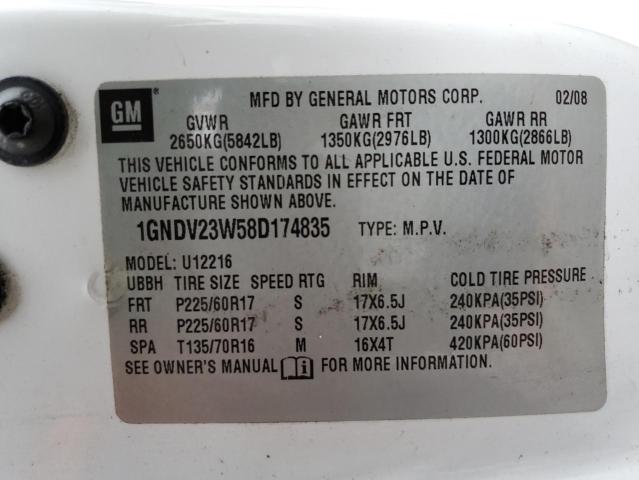 GM® MFD BY GENERAL MOTORS CORP. 02/08
GVWR GAWR FRT GAWR RR
2650KG(5842LB) 1350KG(2976LB) 1300KG(2866LB)
THIS VEHICLE CONFORMS TO ALL APPLICABLE U.S. FEDERAL MOTOR
VEHICLE SAFETY STANDARDS IN EFFECT ON THE DATE OF
MANUFACTURE SHOWN ABOVE.
1GNDV23W58D174835 TYPE: M.P.V.
MODEL: U12216
UBBH TIRE SIZE SPEED RTG RIM COLD TIRE PRESSURE
FRT P225/60R17 S 17X6.5J 240KPA(35PSI)
RR P225/60R17 S 17X6.5J 240KPA(35PSI)
SPA T135/70R16 M 16X4T 420KPA(60PSI)
SEE OWNER'S MANUAL i FOR MORE INFORMATION.